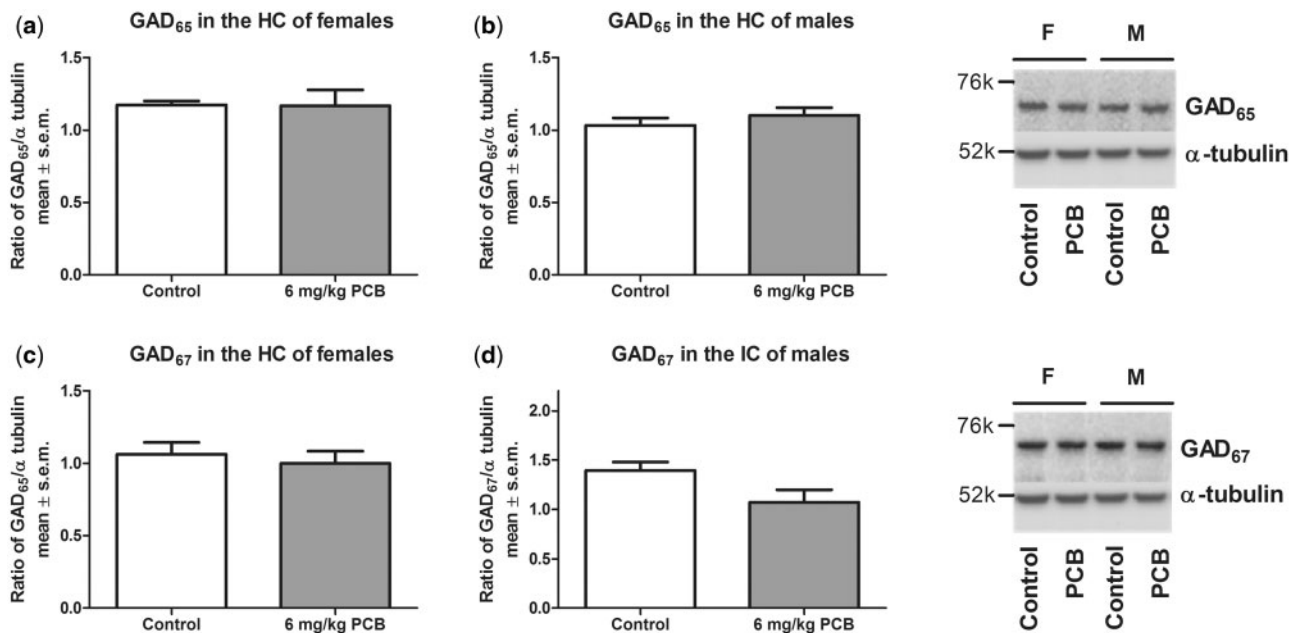 (a) GAD65 in the HC of females
Ratio of GAD65/α tubulin
mean ± s.e.m.
1.5
1.0
0.5
0.0
Control
6 mg/kg PCB
(b) GAD65 in the HC of males
Ratio of GAD65/α tubulin
mean ± s.e.m.
1.5
1.0
0.5
0.0
Control
6 mg/kg PCB
F M
76k
GAD65
52k
α-tubulin
Control
PCB
Control
PCB
(c) GAD67 in the HC of females
Ratio of GAD65/α tubulin
mean ± s.e.m.
1.5
1.0
0.5
0.0
Control
6 mg/kg PCB
(d) GAD67 in the IC of males
Ratio of GAD67/α tubulin
mean ± s.e.m.
2.0
1.5
1.0
0.5
0.0
Control
6 mg/kg PCB
F M
76k
GAD67
52k
α-tubulin
Control
PCB
Control
PCB